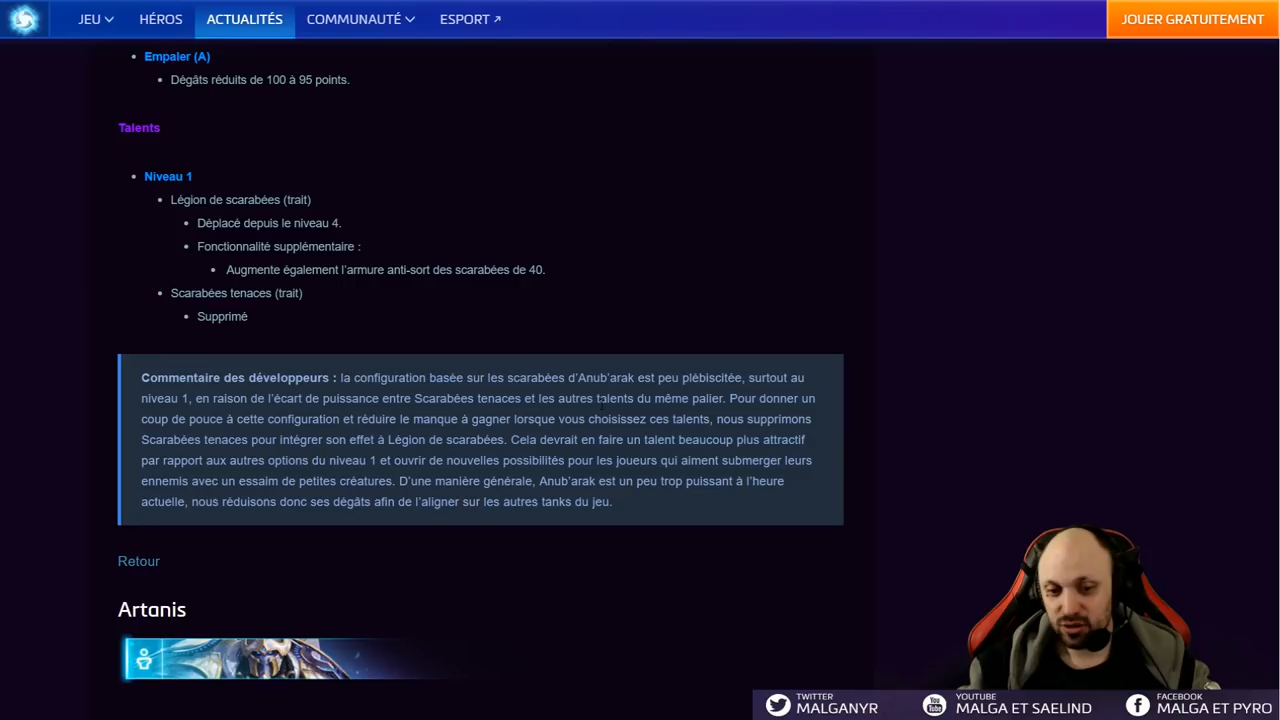 JEU HÉROS ACTUALITÉS COMMUNAUTÉ ESPORT JOUER GRATUITEMENT
Empaler (A)
Dégâts réduits de 100 à 95 points.
Talents
Niveau 1
Légion de scarabées (trait)
Déplacé depuis le niveau 4.
Fonctionnalité supplémentaire :
Augmente également l’armure anti-sort des scarabées de 40.
Scarabées tenaces (trait)
Supprimé
Commentaire des développeurs : la configuration basée sur les scarabées d’Anub’arak est peu plébiscitée, surtout au
niveau 1, en raison de l’écart de puissance entre Scarabées tenaces et les autres talents du même palier. Pour donner un
coup de pouce à cette configuration et réduire le manque à gagner lorsque vous choisissez ces talents, nous supprimons
Scarabées tenaces pour intégrer son effet à Légion de scarabées. Cela devrait en faire un talent beaucoup plus attractif
par rapport aux autres options du niveau 1 et ouvrir de nouvelles possibilités pour les joueurs qui aiment submerger leurs
ennemis avec un essaim de petites créatures. D’une manière générale, Anub’arak est un peu trop puissant à l’heure
actuelle, nous réduisons donc ses dégâts afin de l’aligner sur les autres tanks du jeu.
Retour
Artanis
TWITTER
MALGANYR
YOUTUBE
MALGA ET SAELIND
FACEBOOK
MALGA ET PYRO